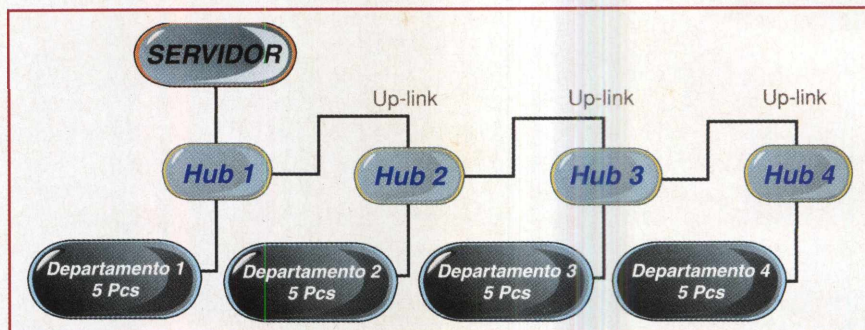 SERVIDOR
Up-link
Up-link
Up-link
Hub 1
Hub 2
Hub 3
Hub 4
Departamento 1
5 Pcs
Departamento 2
5 Pcs
Departamento 3
5 Pcs
Departamento 4
5 Pcs